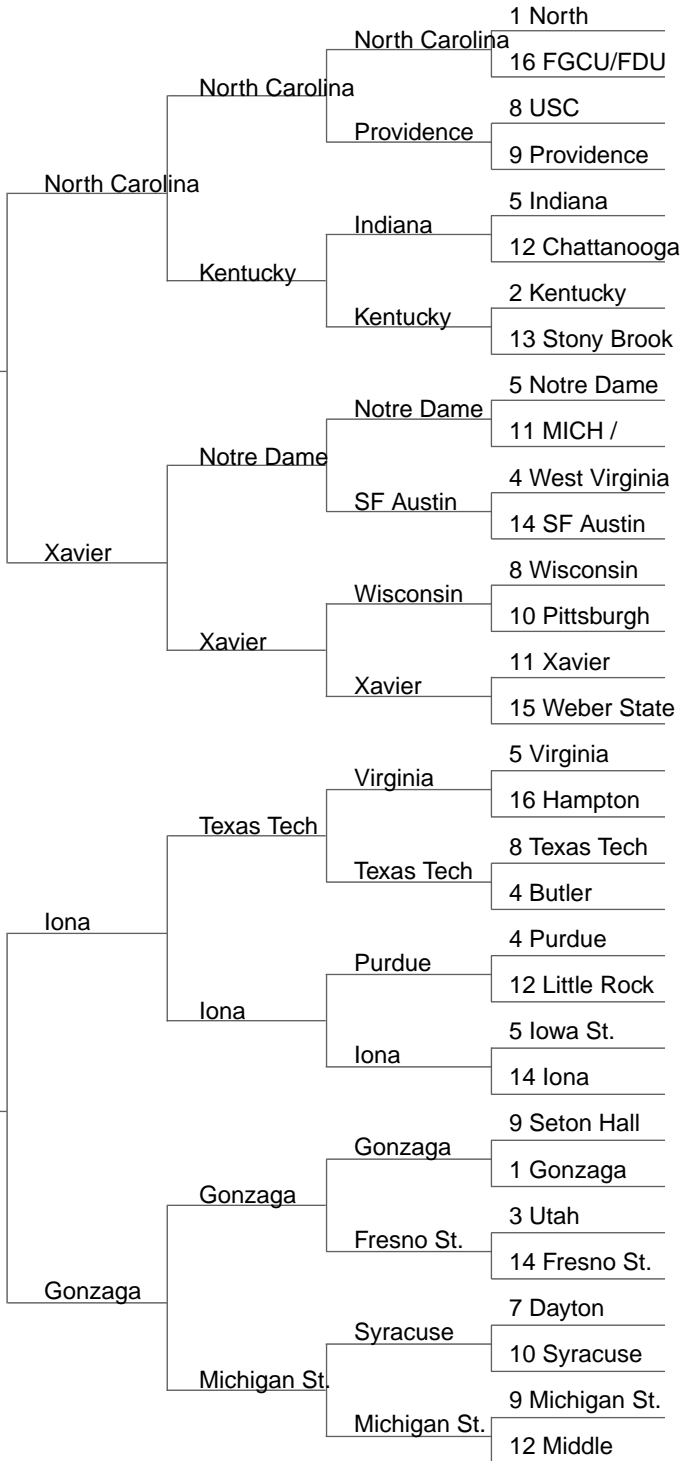 1 North
North Carolina
16 FGCU/FDU
North Carolina
8 USC
Providence
9 Providence
North Carolina
5 Indiana
Indiana
12 Chattanooga
Kentucky
2 Kentucky
Kentucky
13 Stony Brook
5 Notre Dame
Notre Dame
11 MICH /
Notre Dame
4 West Virginia
SF Austin
14 SF Austin
Xavier
8 Wisconsin
Wisconsin
10 Pittsburgh
Xavier
11 Xavier
Xavier
15 Weber State
5 Virginia
Virginia
16 Hampton
Texas Tech
8 Texas Tech
Texas Tech
4 Butler
Iona
4 Purdue
Purdue
12 Little Rock
Iona
5 Iowa St.
Iona
14 Iona
9 Seton Hall
Gonzaga
1 Gonzaga
Gonzaga
3 Utah
Fresno St.
14 Fresno St.
Gonzaga
7 Dayton
Syracuse
10 Syracuse
Michigan St.
9 Michigan St.
Michigan St.
12 Middle